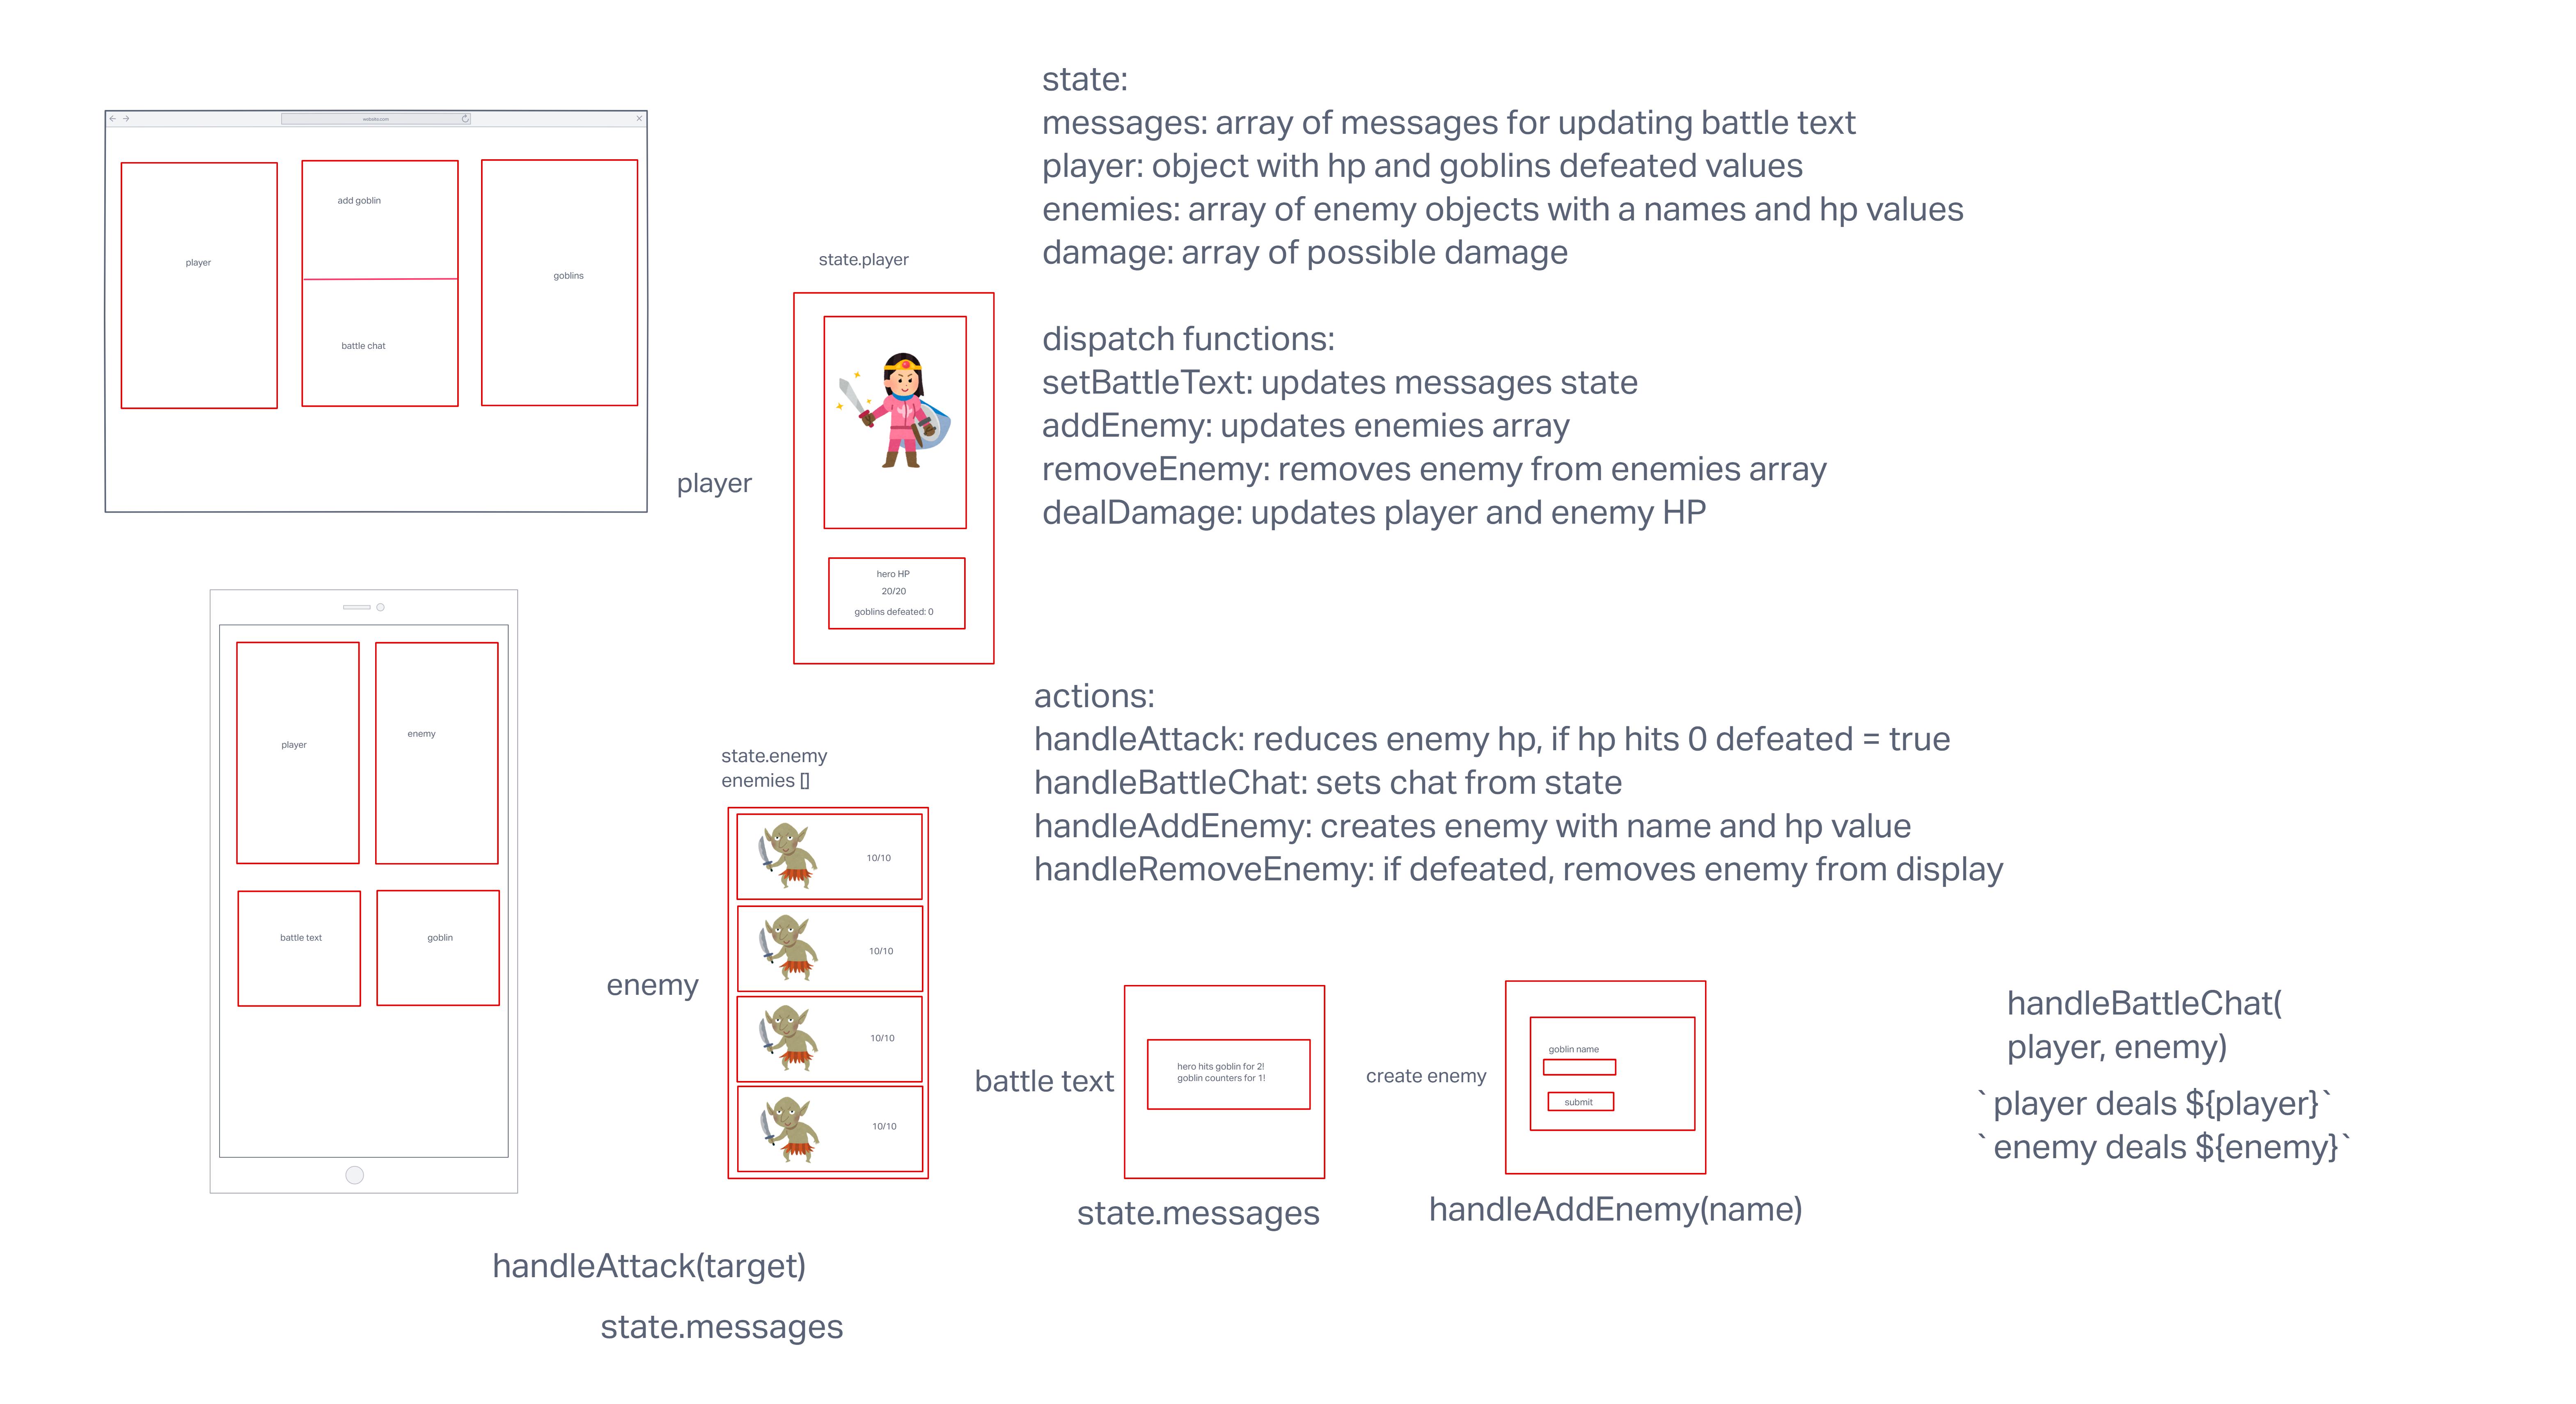 state:
messages: array of messages for updating battle text
player: object with hp and goblins defeated values
enemies: array of enemy objects with a names and hp values
damage: array of possible damage
dispatch functions:
setBattleText: updates messages state
addEnemy: updates enemies array
removeEnemy: removes enemy from enemies array
dealDamage: updates player and enemy HP
add goblin
player
goblins
battle chat
state.player
player
hero HP
20/20
goblins defeated: 0
player
enemy
battle text
goblin
actions:
handleAttack: reduces enemy hp, if hp hits 0 defeated = true
handleBattleChat: sets chat from state
handleAddEnemy: creates enemy with name and hp value
handleRemoveEnemy: if defeated, removes enemy from display
state.enemy
enemies []
10/10
10/10
10/10
10/10
enemy
battle text
hero hits goblin for 2!
goblin counters for 1!
state.messages
create enemy
goblin name
submit
handleAddEnemy(name)
handleBattleChat(
player, enemy)
`player deals ${player}`
`enemy deals ${enemy}`
handleAttack(target)
state.messages